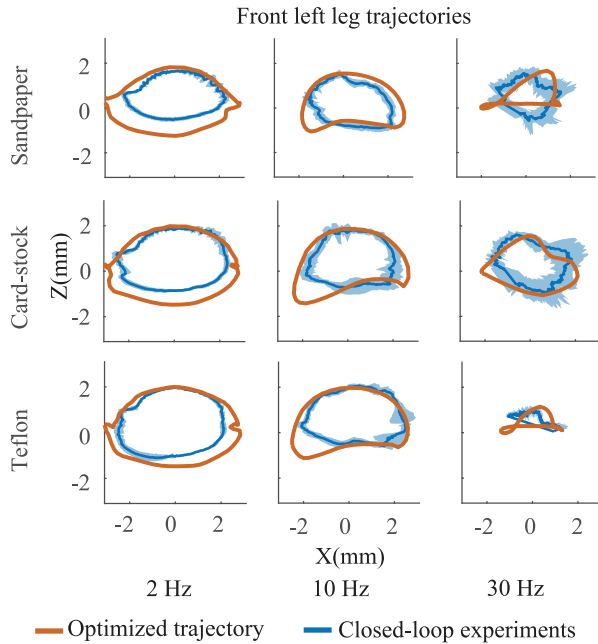 Front left leg trajectories
Sandpaper
2
0
-2
Card-stock
Z(mm)
2
0
-2
Teflon
2
0
-2
-2 0 2 -2 0 2 -2 0 2
X(mm)
2 Hz 10 Hz 30 Hz
Optimized trajectory Closed-loop experiments